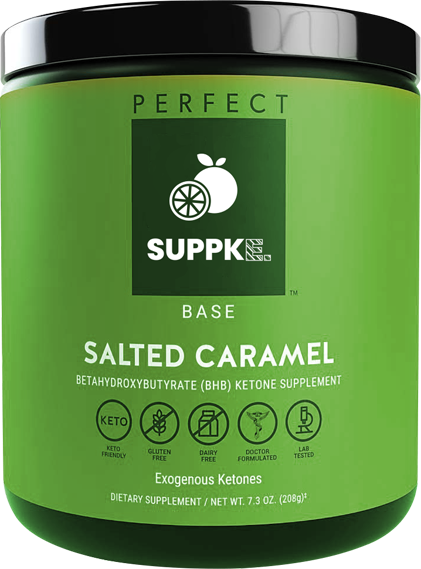 PERFECT
SUPPKE.
TM
BASE
SALTED CARAMEL
BETAHYDROXYBUTYRATE (BHB) KETONE SUPPLEMENT
KETO
KETO FRIENDLY
GLUTEN FREE
DAIRY FREE
DOCTOR FORMULATED
LAB TESTED
Exogenous Ketones
DIETARY SUPPLEMENT / NET WT. 7.3 OZ. (208g)‡